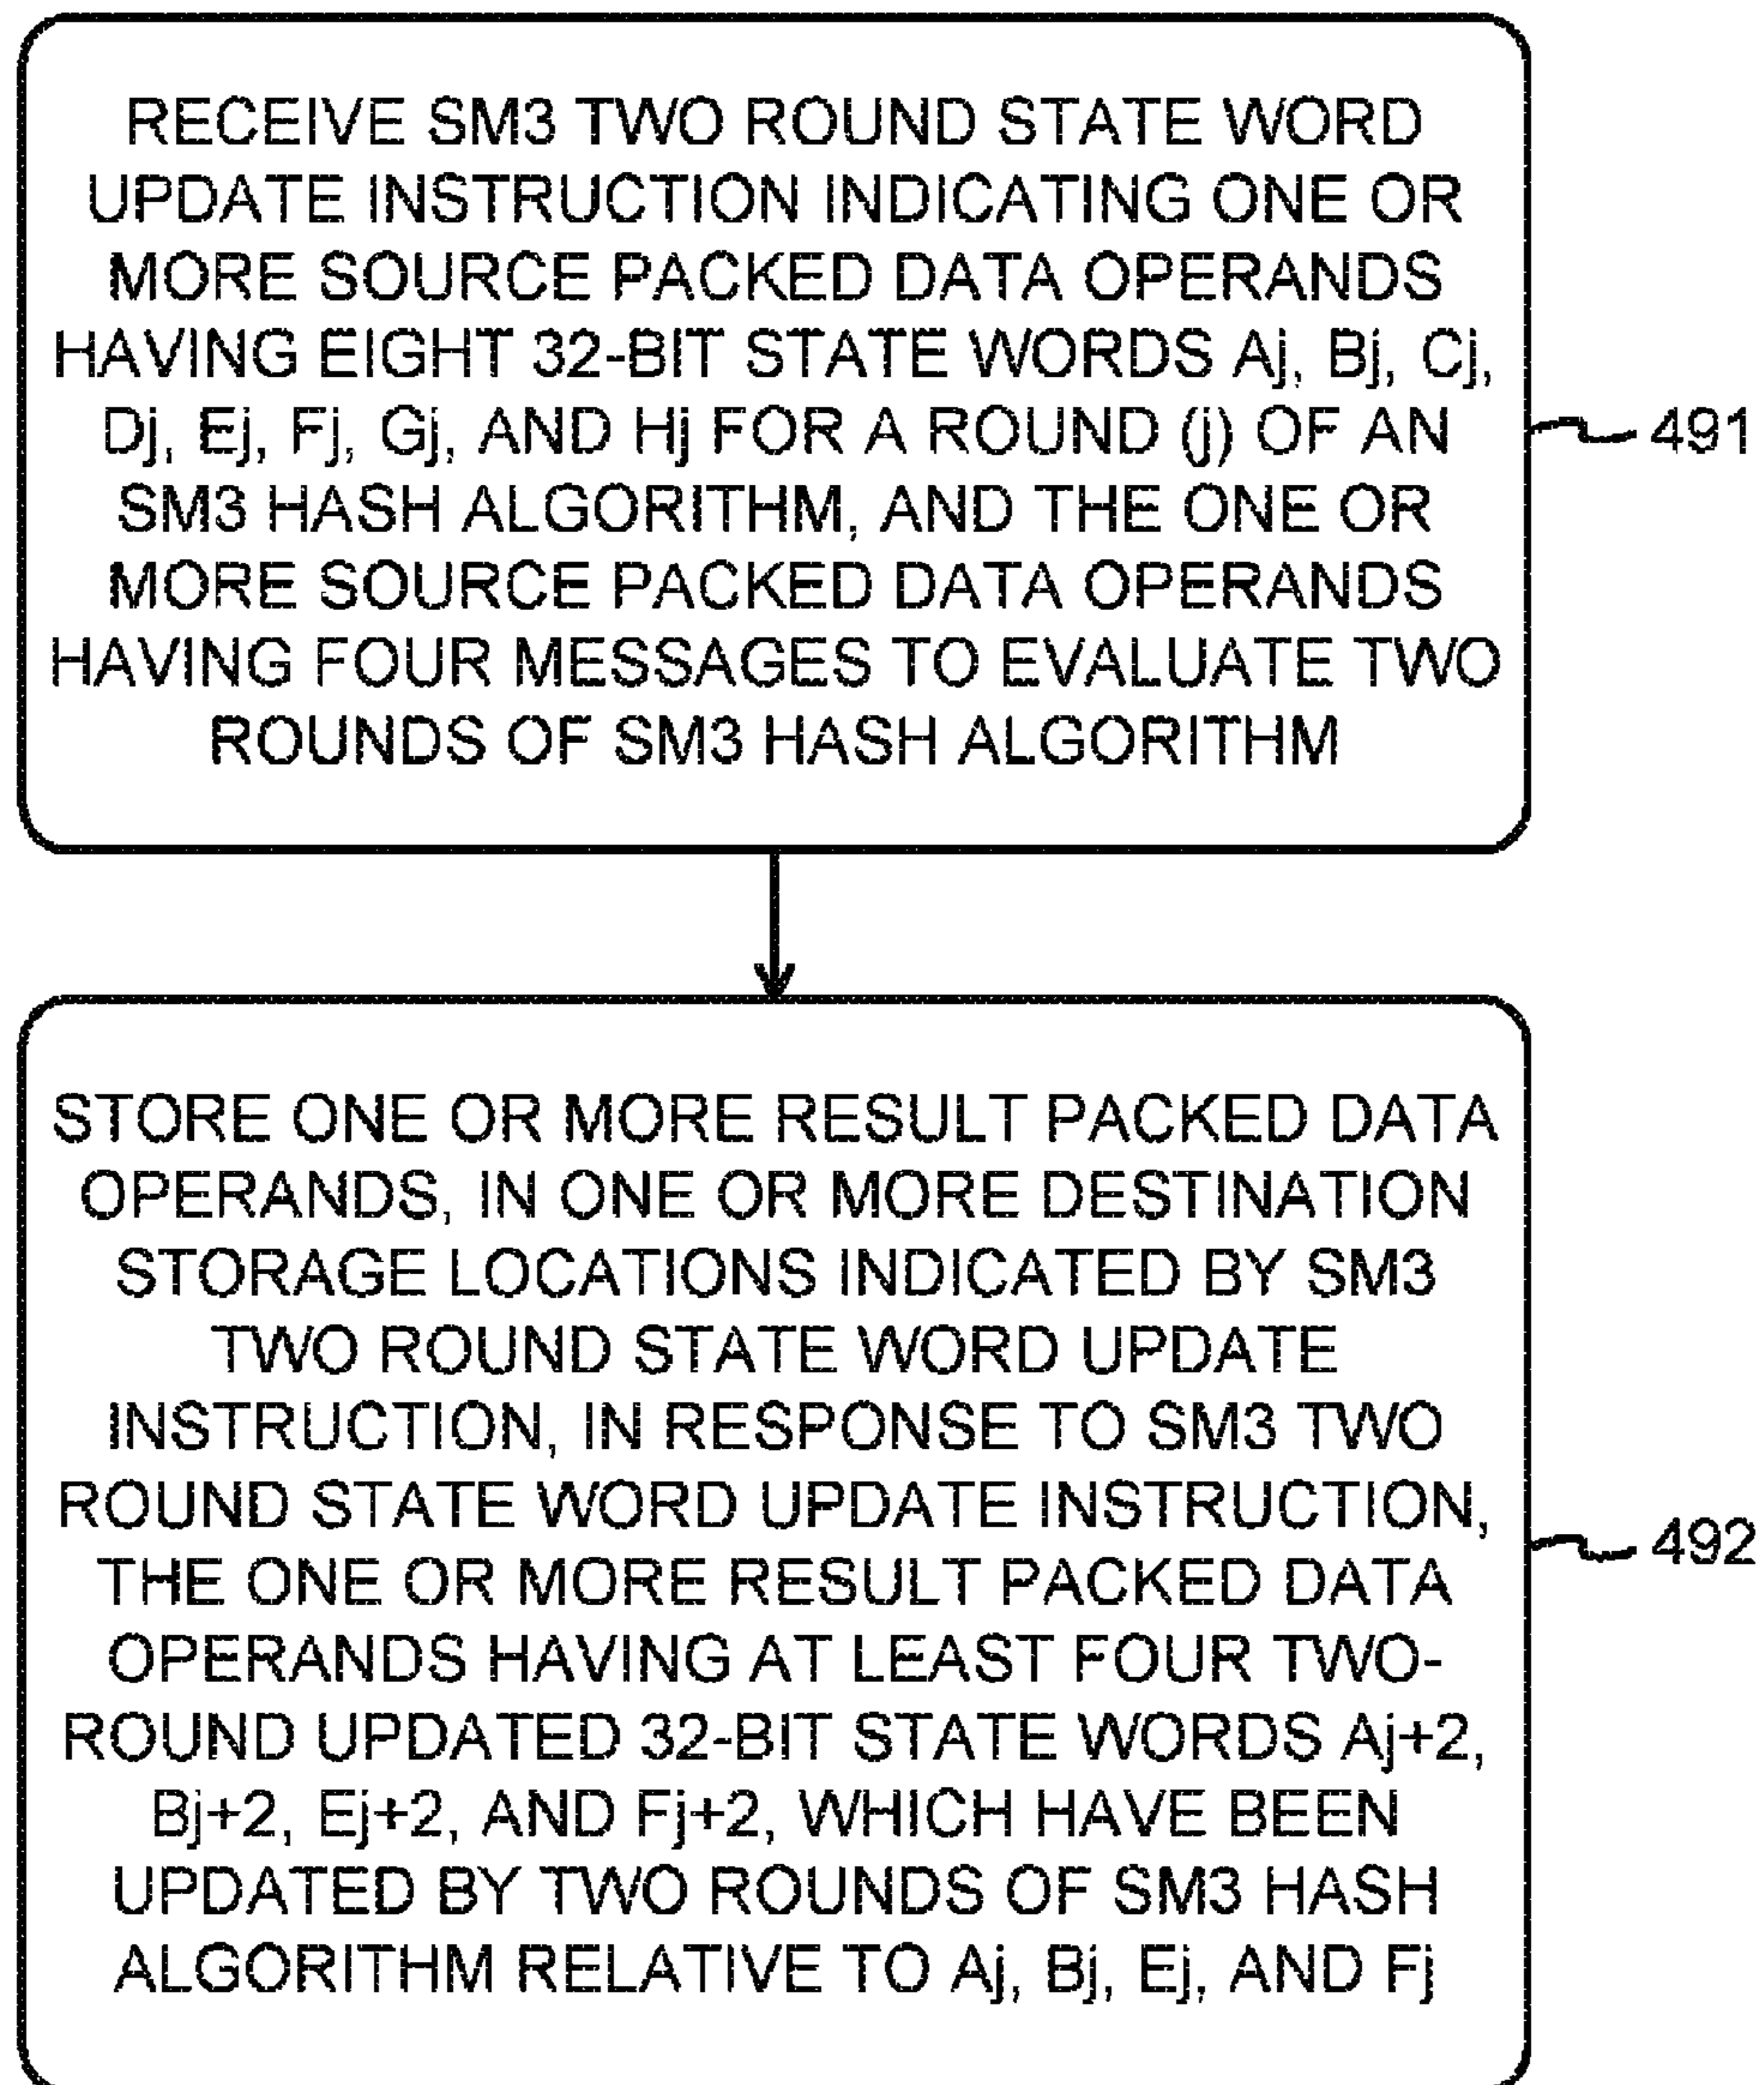 RECEIVE SM3 TWO ROUND STATE WORD
UPDATE INSTRUCTION INDICATING ONE OR
MORE SOURCE PACKED DATA OPERANDS
HAVING EIGHT 32-BIT STATE WORDS Aj, Bj, Cj,
Dj, Ej, Fj, Gj, AND Hj FOR A ROUND (j) OF AN
SM3 HASH ALGORITHM, AND THE ONE OR
MORE SOURCE PACKED DATA OPERANDS
HAVING FOUR MESSAGES TO EVALUATE TWO
ROUNDS OF SM3 HASH ALGORITHM
491
STORE ONE OR MORE RESULT PACKED DATA
OPERANDS, IN ONE OR MORE DESTINATION
STORAGE LOCATIONS INDICATED BY SM3
TWO ROUND STATE WORD UPDATE
INSTRUCTION, IN RESPONSE TO SM3 TWO
ROUND STATE WORD UPDATE INSTRUCTION,
THE ONE OR MORE RESULT PACKED DATA
OPERANDS HAVING AT LEAST FOUR TWO-
ROUND UPDATED 32-BIT STATE WORDS Aj+2,
Bj+2, Ej+2, AND Fj+2, WHICH HAVE BEEN
UPDATED BY TWO ROUNDS OF SM3 HASH
ALGORITHM RELATIVE TO Aj, Bj, Ej, AND Fj
492